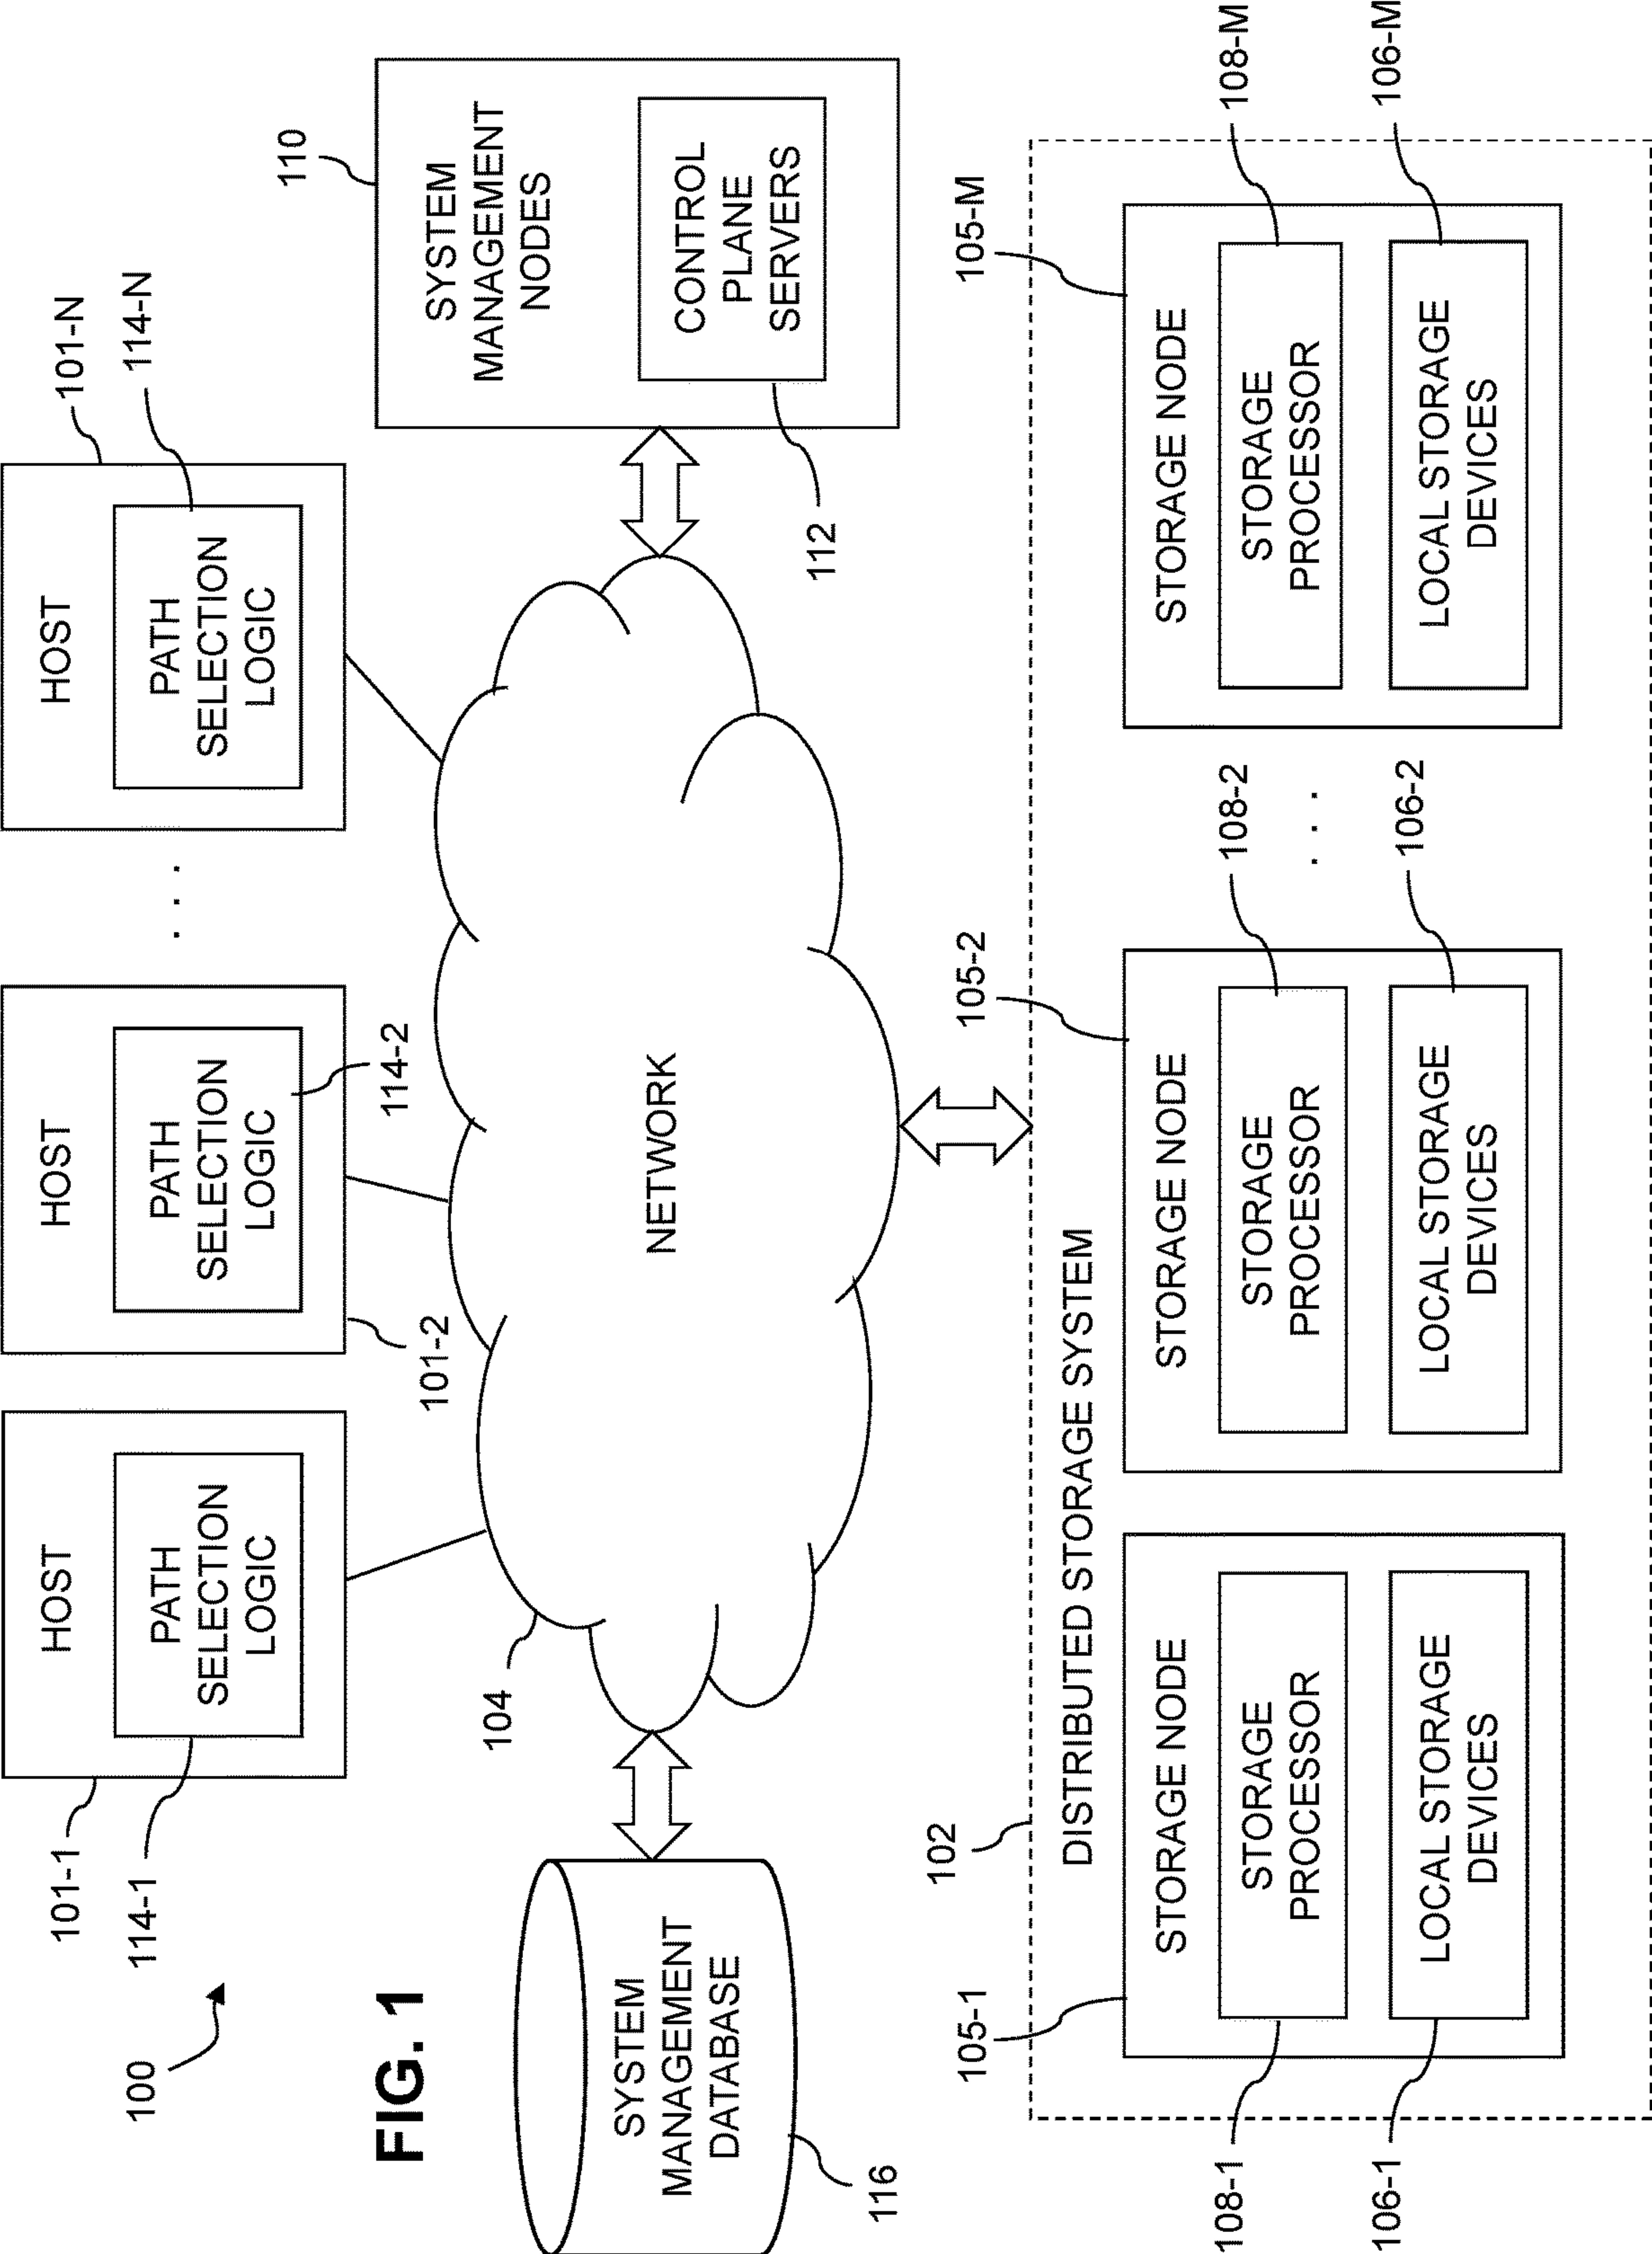 100
101-1
HOST
PATH
SELECTION
LOGIC
114-1
HOST
PATH
SELECTION
LOGIC
114-2
101-2
. . .
101-N
HOST
PATH
SELECTION
LOGIC
114-N
FIG. 1
SYSTEM
MANAGEMENT
DATABASE
116
104
NETWORK
110
SYSTEM
MANAGEMENT
NODES
CONTROL
PLANE
SERVERS
112
102
DISTRIBUTED STORAGE SYSTEM
105-1
STORAGE NODE
STORAGE
PROCESSOR
LOCAL STORAGE
DEVICES
108-1
106-1
105-2
STORAGE NODE
STORAGE
PROCESSOR
LOCAL STORAGE
DEVICES
108-2
. . .
106-2
105-M
STORAGE NODE
STORAGE
PROCESSOR
LOCAL STORAGE
DEVICES
108-M
106-M